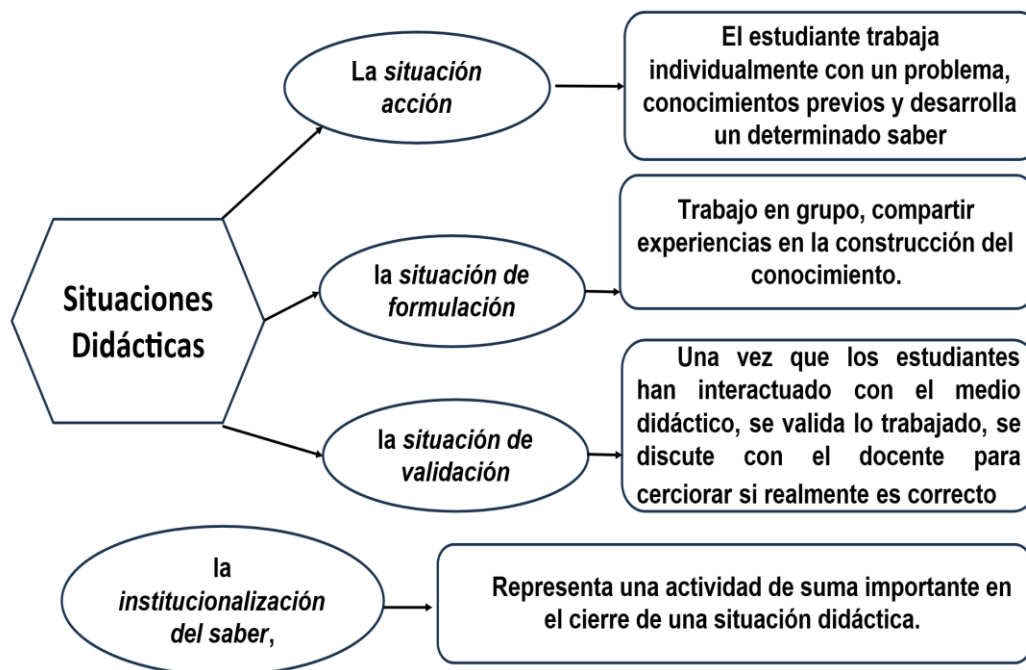 La situación
acción
El estudiante trabaja
individualmente con un problema,
conocimientos previos y desarrolla
un determinado saber
Situaciones
Didácticas
la situación de
formulación
Trabajo en grupo, compartir
experiencias en la construcción del
conocimiento.
la situación de
validación
Una vez que los estudiantes
han interactuado con el medio
didáctico, se valida lo trabajado, se
discute con el docente para
cerciorar si realmente es correcto
la
institucionalización
del saber,
Representa una actividad de suma importante en
el cierre de una situación didáctica.